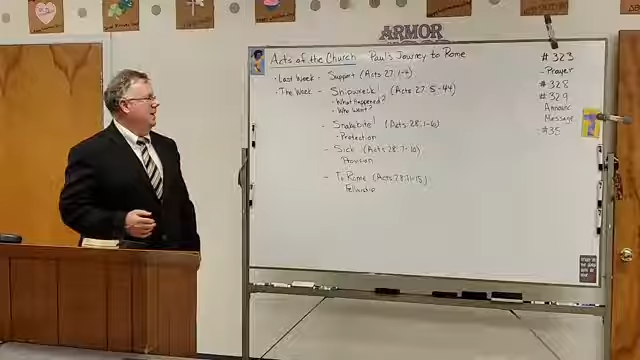 ARMOR
Acts of the Church Paul's Journey to Rome
• Last Week - Support (Acts 27:1-4)
• This Week - Shipwreck! (Acts 27:5-44)
• What Happened?
• Who Went?
- Snakebite! (Acts 28:1-6)
• Protection
- Sick (Acts 28:7-10)
Provision
- To Rome (Acts 28:11-15)
Fellowship
#323
- Prayer
#328
#329
Announc
Message
#35